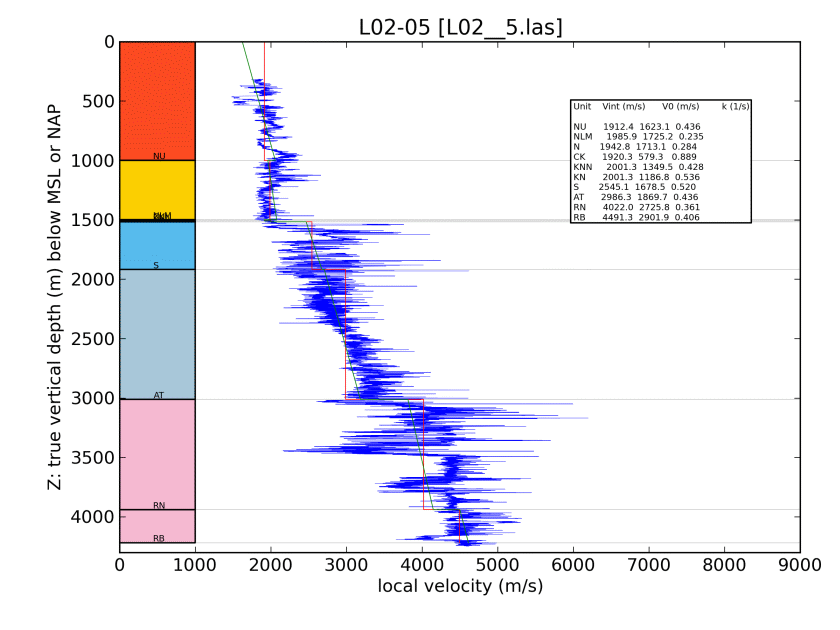 L02-05 [L02__5.las]
0
500
1000
1500
2000
2500
3000
3500
4000
Z: true vertical depth (m) below MSL or NAP
NU
NLM
S
AT
RN
RB
Unit Vint (m/s) V0 (m/s) k (1/s)
NU 1912.4 1623.1 0.436
NLM 1985.9 1725.2 0.235
N 1942.8 1713.1 0.284
CK 1920.3 579.3 0.889
KNN 2001.3 1349.5 0.428
KN 2001.3 1186.8 0.536
S 2545.1 1678.5 0.520
AT 2986.3 1869.7 0.436
RN 4022.0 2725.8 0.361
RB 4491.3 2901.9 0.406
0 1000 2000 3000 4000 5000 6000 7000 8000 9000
local velocity (m/s)